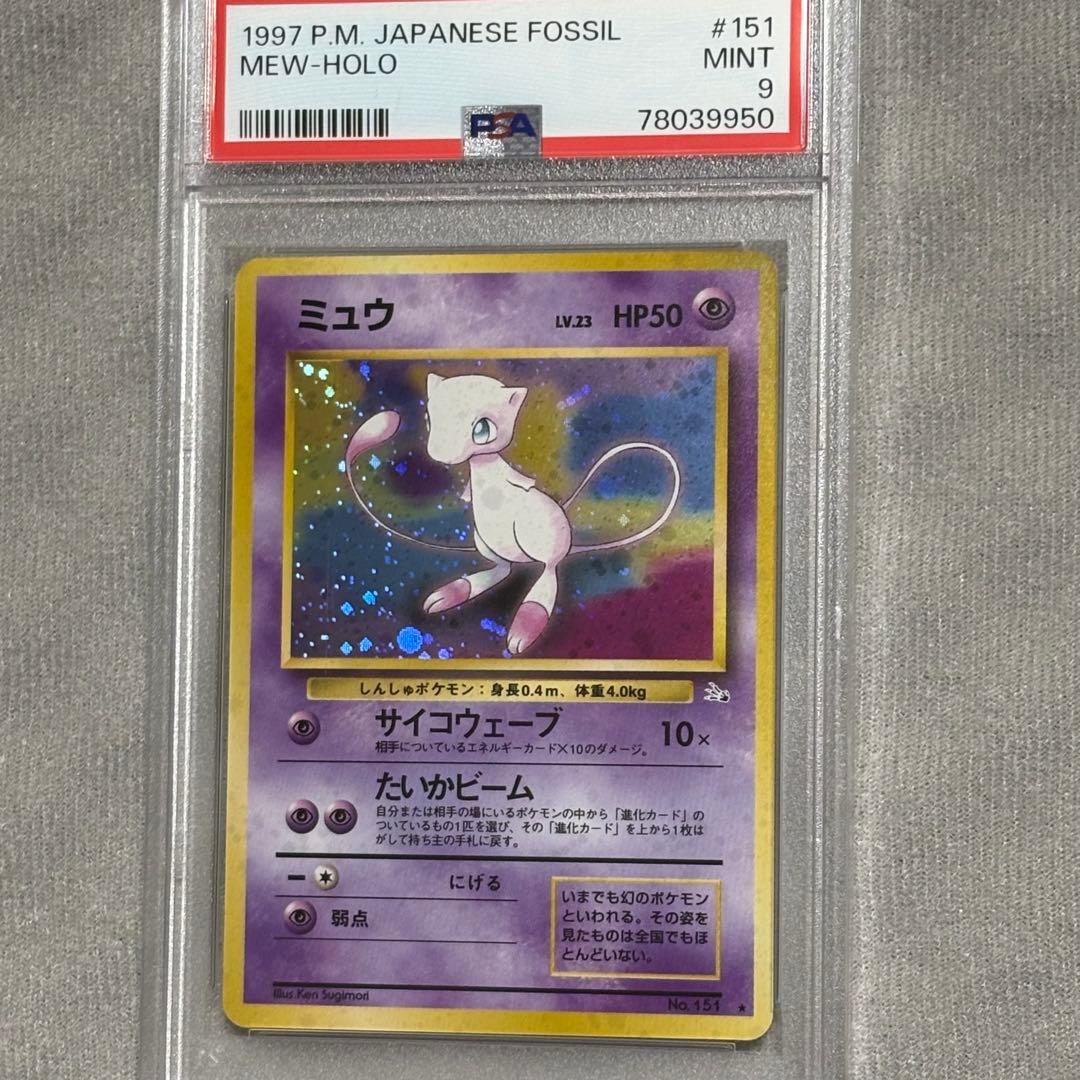 1997 P.M. JAPANESE FOSSIL #151
MEW-HOLO MINT
9
PSA 78039950
ミュウ LV.23 HP50
しんしゅポケモン：身長0.4m、体重4.0kg
サイコウェーブ 10×
相手についているエネルギーカード×10のダメージ。
たいかビーム
自分または相手の場にいるポケモンの中から「進化カード」の
ついているもの1匹を選び、その「進化カード」を上から1枚は
がして持ち主の手札に戻す。
にげる
弱点
いまでも幻のポケモン
といわれる。その姿を
見たものは全国でもほ
とんどいない。
Illus. Ken Sugimori No. 151 ★